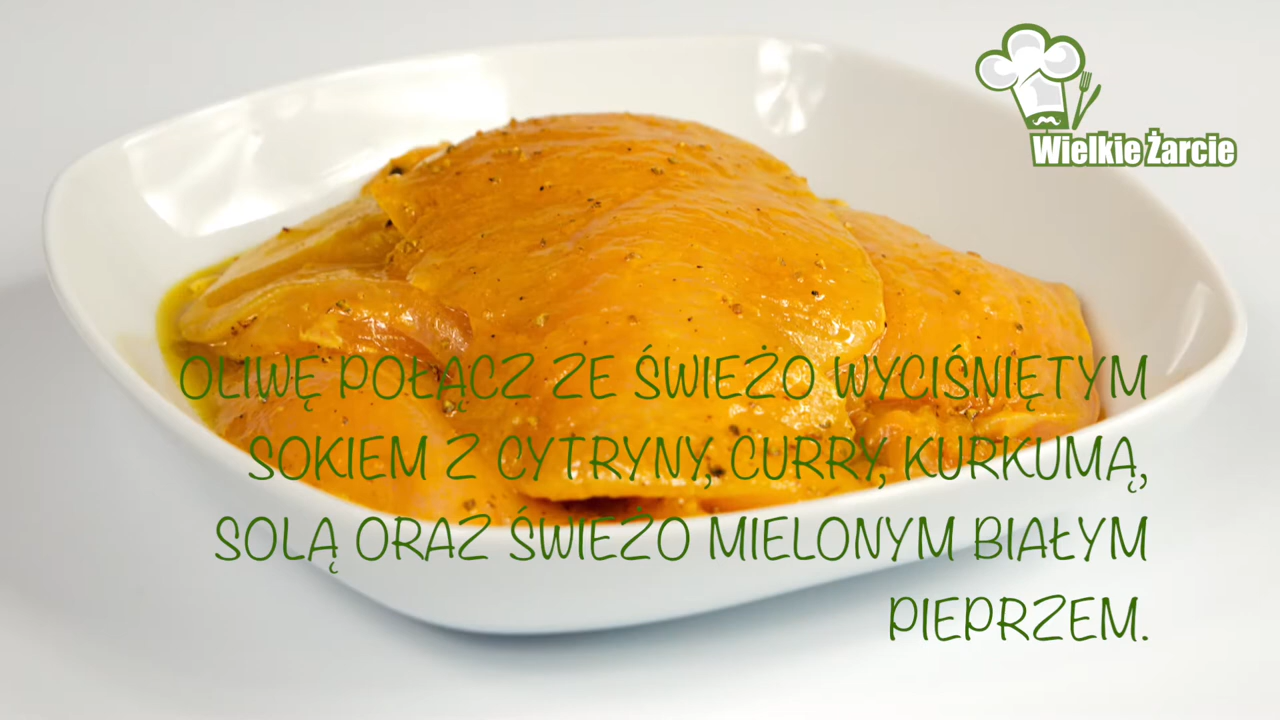 Wielkie Żarcie
OLIWĘ POŁĄCZ ZE ŚWIEŻO WYCIŚNIĘTYM
SOKIEM Z CYTRYNY, CURRY, KURKUMĄ,
SOLĄ ORAZ ŚWIEŻO MIELONYM BIAŁYM
PIEPRZEM.